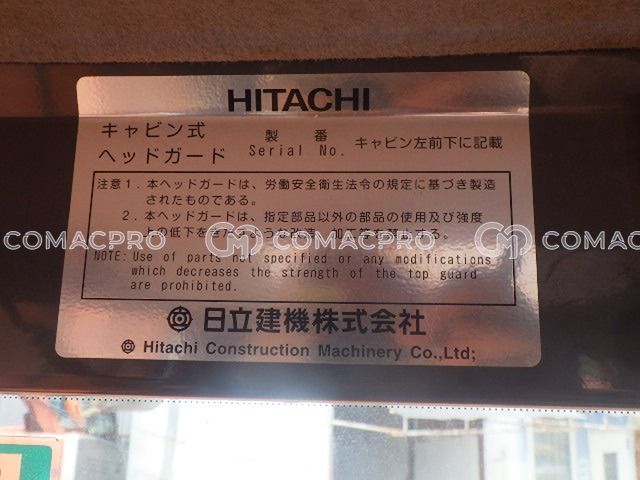 HITACHI
キャビン式 製番 キャビン左前下に記載
ヘッドガード Serial No.
注意1. 本ヘッドガードは、労働安全衛生法令の規定に基づき製造
されたものである。
2. 本ヘッドガードは、指定部品以外の部品の使用及び強度
COMACPRO COMACPRO COMACPRO
NOTE: Use of parts not specified or any modifications
which decreases the strength of the top guard
are prohibited.
日立建機株式会社
Hitachi Construction Machinery Co.,Ltd;